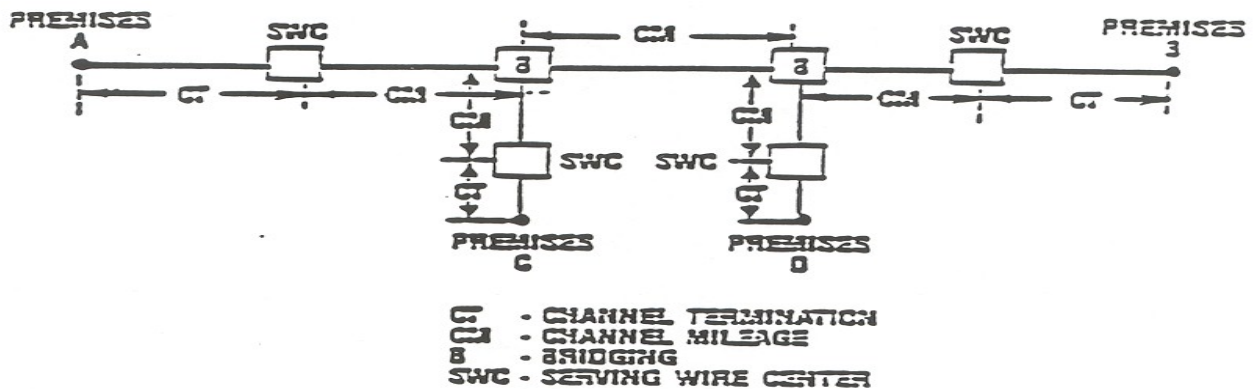 PREMISES
A
SWC
CM
SWC
PREMISES
B
B
B
CT
CM
CM
CT
CM
CM
SWC
SWC
CT
CT
PREMISES
C
PREMISES
D
CT - CHANNEL TERMINATION
CM - CHANNEL MILEAGE
B - BRIDGING
SWC - SERVING WIRE CENTER